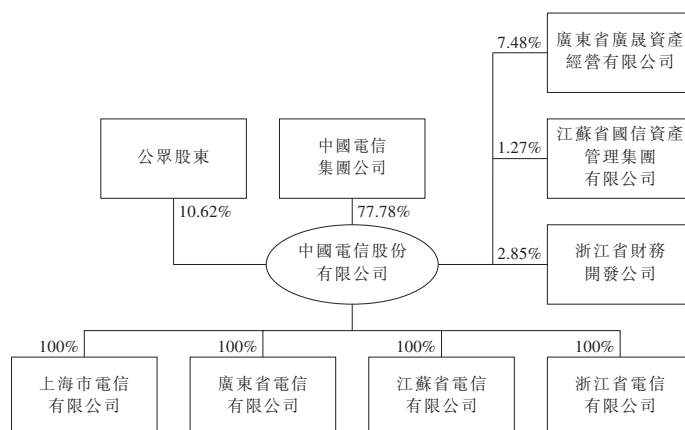 7.48%
廣東省廣晟資產
經營有限公司
公眾股東
中國電信
集團公司
1.27%
江蘇省國信資產
管理集團
有限公司
10.62%
77.78%
中國電信股份
有限公司
2.85%
浙江省財務
開發公司
100%
100%
100%
100%
上海市電信
有限公司
廣東省電信
有限公司
江蘇省電信
有限公司
浙江省電信
有限公司